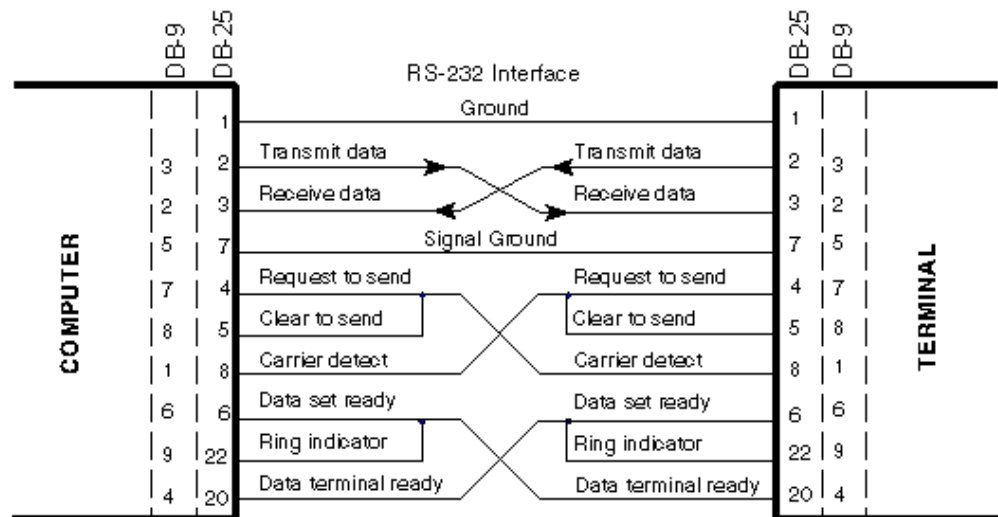 DB-9 DB-25 DB-25 DB-9
RS-232 Interface
Ground
1 1
Transmit data Transmit data
3 2 2 3
Receive data Receive data
2 3 3 2
Signal Ground
5 7 7 5
Request to send Request to send
7 4 4 7
Clear to send Clear to send
8 5 5 8
Carrier detect Carrier detect
1 8 8 1
Data set ready Data set ready
6 6 6 6
Ring indicator Ring indicator
9 22 22 9
Data terminal ready Data terminal ready
4 20 20 4
COMPUTER
TERMINAL